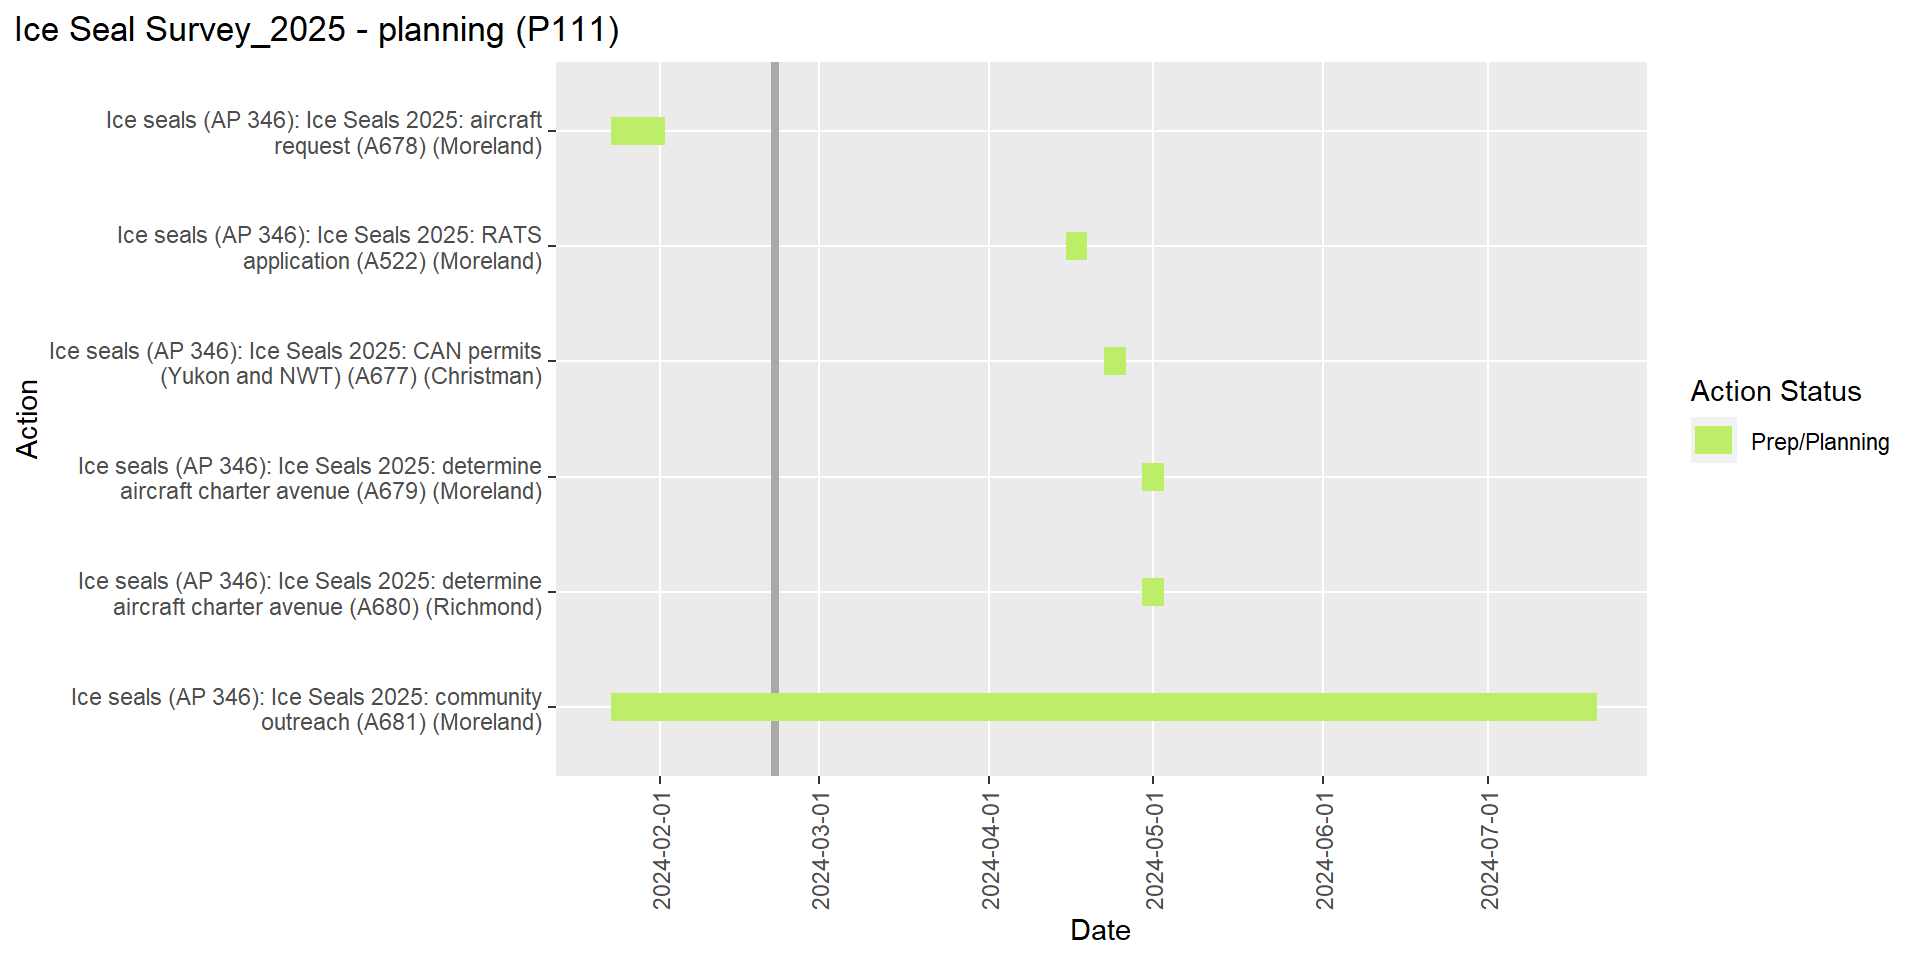 Ice Seal Survey_2025 - planning (P111)
Ice seals (AP 346): Ice Seals 2025: aircraft
request (A678) (Moreland)
Ice seals (AP 346): Ice Seals 2025: RATS
application (A522) (Moreland)
Ice seals (AP 346): Ice Seals 2025: CAN permits
(Yukon and NWT) (A677) (Christman)
Ice seals (AP 346): Ice Seals 2025: determine
aircraft charter avenue (A679) (Moreland)
Ice seals (AP 346): Ice Seals 2025: determine
aircraft charter avenue (A680) (Richmond)
Ice seals (AP 346): Ice Seals 2025: community
outreach (A681) (Moreland)
Action
2024-02-01
2024-03-01
2024-04-01
2024-05-01
2024-06-01
2024-07-01
Date
Action Status
Prep/Planning